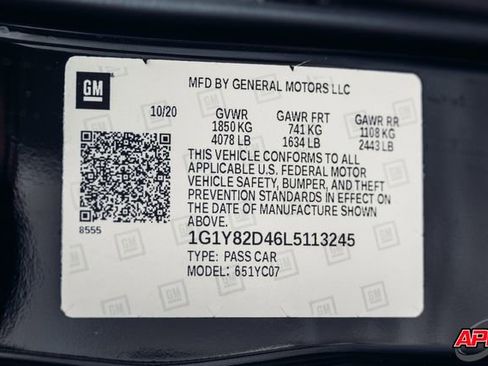 GM
MFD BY GENERAL MOTORS LLC
10/20 GVWR GAWR FRT GAWR RR
1850 KG 741 KG 1108 KG
4078 LB 1634 LB 2443 LB
THIS VEHICLE CONFORMS TO ALL
APPLICABLE U.S. FEDERAL MOTOR
VEHICLE SAFETY, BUMPER, AND THEFT
PREVENTION STANDARDS IN EFFECT ON
THE DATE OF MANUFACTURE SHOWN
ABOVE.
8555
1G1Y82D46L5113245
TYPE: PASS CAR
MODEL: 651YC07